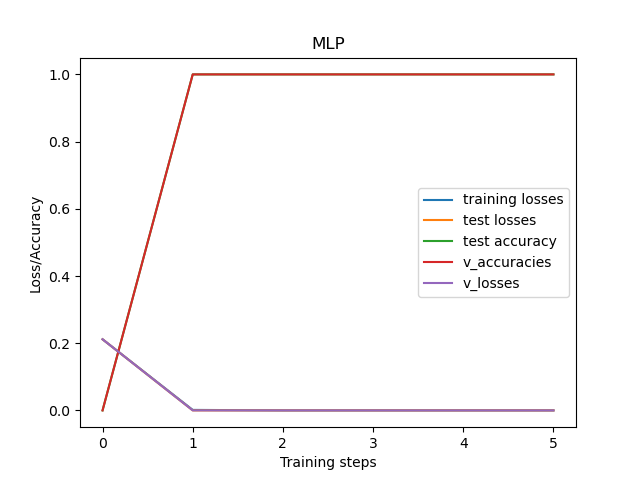 MLP
1.0
0.8
0.6
0.4
0.2
0.0
Loss/Accuracy
training losses
test losses
test accuracy
v_accuracies
v_losses
0 1 2 3 4 5
Training steps